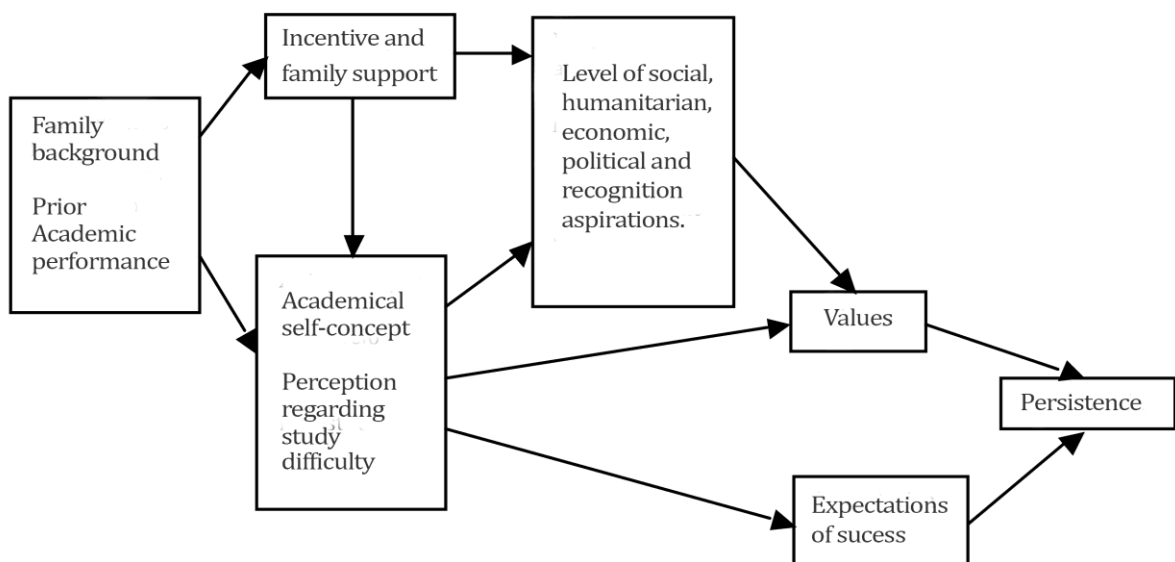 Incentive and
family support
Level of social,
humanitarian,
economic,
political and
recognition
aspirations.
Family
background
Prior
Academic
performance
Academical
self-concept
Perception
regarding
study
difficulty
Values
Persistence
Expectations
of sucess